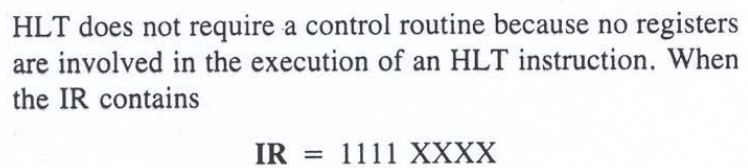 HLT does not require a control routine because no registers
are involved in the execution of an HLT instruction. When
the IR contains
IR = 1111 XXXX